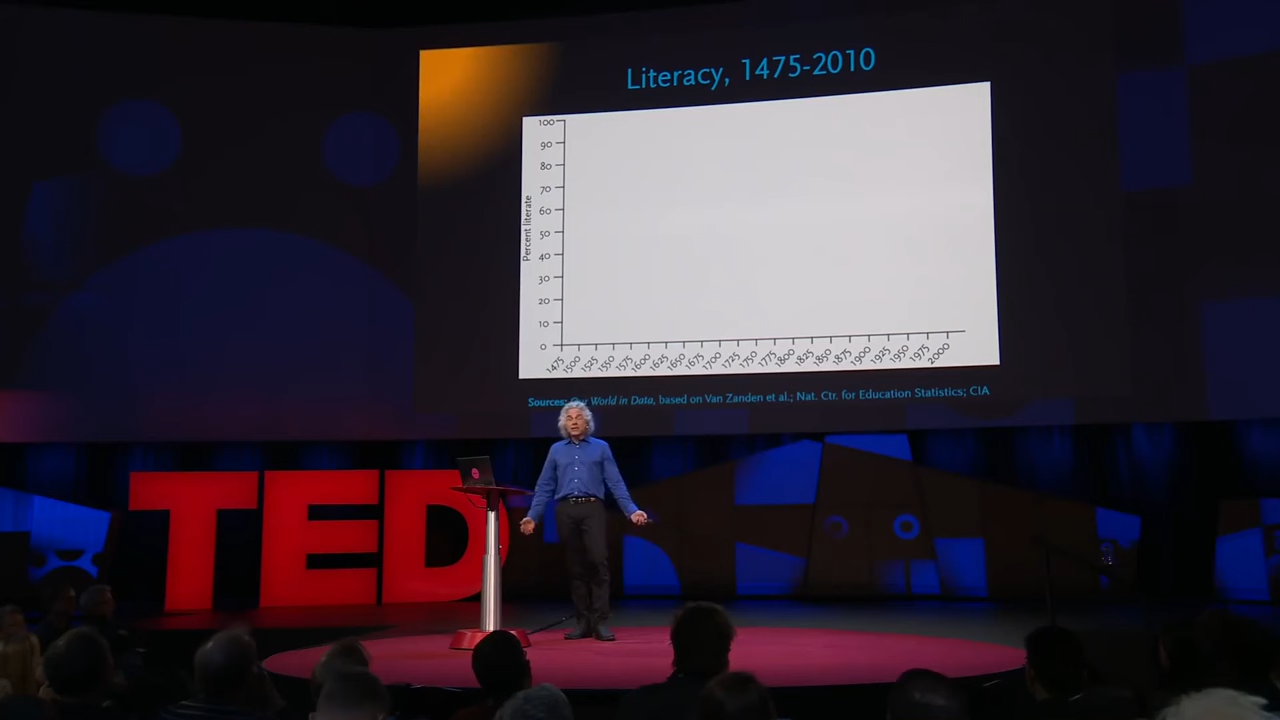 Literacy, 1475-2010
Percent literate
100
90
80
70
60
50
40
30
20
10
0
1475 1500 1525 1550 1575 1600 1625 1650 1675 1700 1725 1750 1775 1800 1825 1850 1875 1900 1925 1950 1975 2000
Sources: Our World in Data, based on Van Zanden et al.; Nat. Ctr. for Education Statistics; CIA
TED